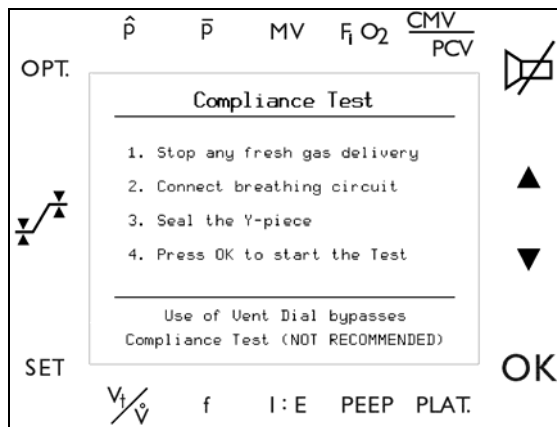 p̂ p̄ MV Fi O2 CMV
PCV
OPT.
Compliance Test
1. Stop any fresh gas delivery
2. Connect breathing circuit
3. Seal the Y-piece
4. Press OK to start the Test
Use of Vent Dial bypasses
Compliance Test (NOT RECOMMENDED)
SET
OK
Vt/V̊ f I : E PEEP PLAT.